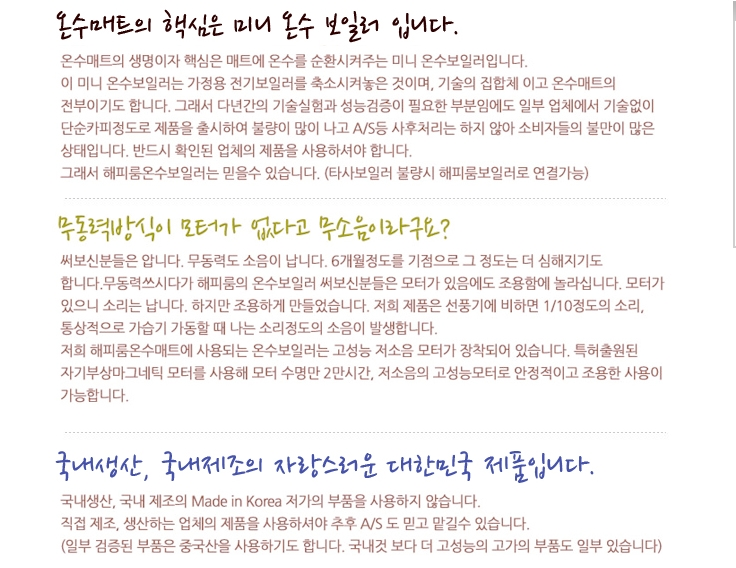 온수매트의 핵심은 미니 온수 보일러 입니다.
온수매트의 생명이자 핵심은 매트에 온수를 순환시켜주는 미니 온수보일러입니다.
이 미니 온수보일러는 가정용 전기보일러를 축소시켜놓은 것이며, 기술의 집합체 이고 온수매트의
전부이기도 합니다. 그래서 다년간의 기술실험과 성능검증이 필요한 부분임에도 일부 업체에서 기술없이
단순카피정도로 제품을 출시하여 불량이 많이 나고 A/S등 사후처리는 하지 않아 소비자들의 불만이 많은
상태입니다. 반드시 확인된 업체의 제품을 사용하셔야 합니다.
그래서 해피룸온수보일러는 믿을수 있습니다. (타사보일러 불량시 해피룸보일러로 연결가능)
무동력방식이 모터가 없다고 무소음이라구요?
써보신분들은 압니다. 무동력도 소음이 납니다. 6개월정도를 기점으로 그 정도는 더 심해지기도
합니다.무동력쓰시다가 해피룸의 온수보일러 써보신분들은 모터가 있음에도 조용함에 놀라십니다. 모터가
있으니 소리는 납니다. 하지만 조용하게 만들었습니다. 저희 제품은 선풍기에 비하면 1/10정도의 소리,
통상적으로 가습기 가동할 때 나는 소리정도의 소음이 발생합니다.
저희 해피룸온수매트에 사용되는 온수보일러는 고성능 저소음 모터가 장착되어 있습니다. 특허출원된
자기부상마그네틱 모터를 사용해 모터 수명만 2만시간, 저소음의 고성능모터로 안정적이고 조용한 사용이
가능합니다.
국내생산, 국내제조의 자랑스러운 대한민국 제품입니다.
국내생산, 국내 제조의 Made in Korea 저가의 부품을 사용하지 않습니다.
직접 제조, 생산하는 업체의 제품을 사용하셔야 추후 A/S 도 믿고 맡길수 있습니다.
(일부 검증된 부품은 중국산을 사용하기도 합니다. 국내것 보다 더 고성능의 고가의 부품도 일부 있습니다)